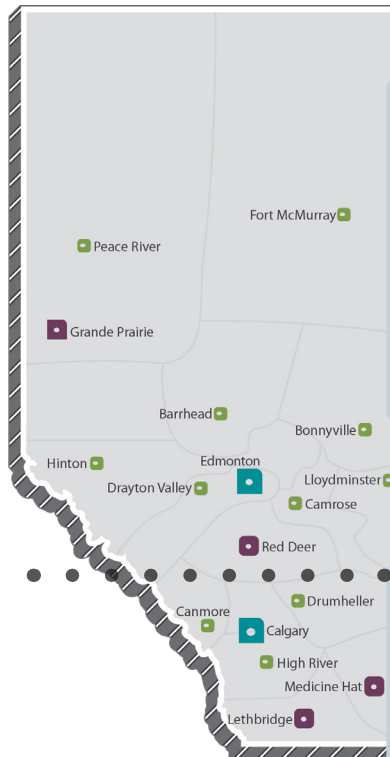 Fort McMurray
Peace River
Grande Prairie
Barrhead
Bonnyville
Edmonton
Hinton
Lloydminster
Drayton Valley
Camrose
Red Deer
Drumheller
Canmore
Calgary
High River
Medicine Hat
Lethbridge